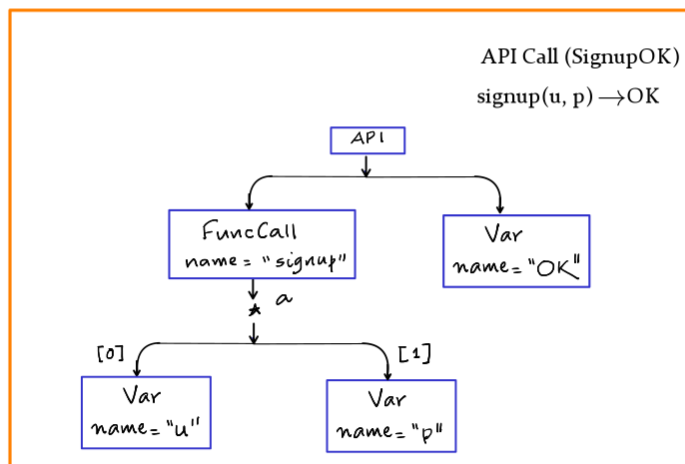 API Call (SignupOK)
signup(u, p) →OK
API
FuncCall
name = "signup"
Var
name="OK"
a
[0]
[1]
Var
name="u"
Var
name="p"